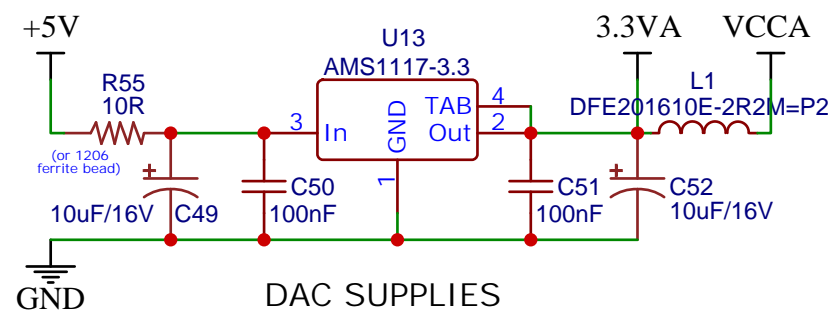 +5V
U13
3.3VA
VCCA
AMS1117-3.3
R55
10R
L1
DFE201610E-2R2M=P2
TAB
4
3
In
GND
Out
2
(or 1206
ferrite bead)
1
+
C50
C51
+
C52
10uF/16V
C49
100nF
100nF
10uF/16V
GND
DAC SUPPLIES